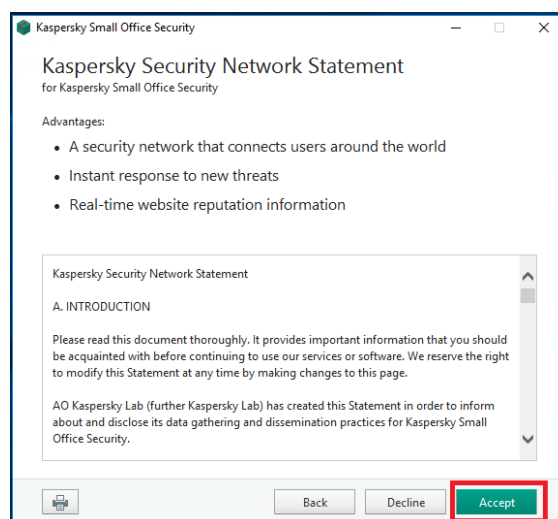 Kaspersky Small Office Security
Kaspersky Security Network Statement
for Kaspersky Small Office Security
Advantages:
• A security network that connects users around the world
• Instant response to new threats
• Real-time website reputation information
Kaspersky Security Network Statement
A. INTRODUCTION
Please read this document thoroughly. It provides important information that you should
be acquainted with before continuing to use our services or software. We reserve the right
to modify this Statement at any time by making changes to this page.
AO Kaspersky Lab (further Kaspersky Lab) has created this Statement in order to inform
about and disclose its data gathering and dissemination practices for Kaspersky Small
Office Security.
Back Decline Accept